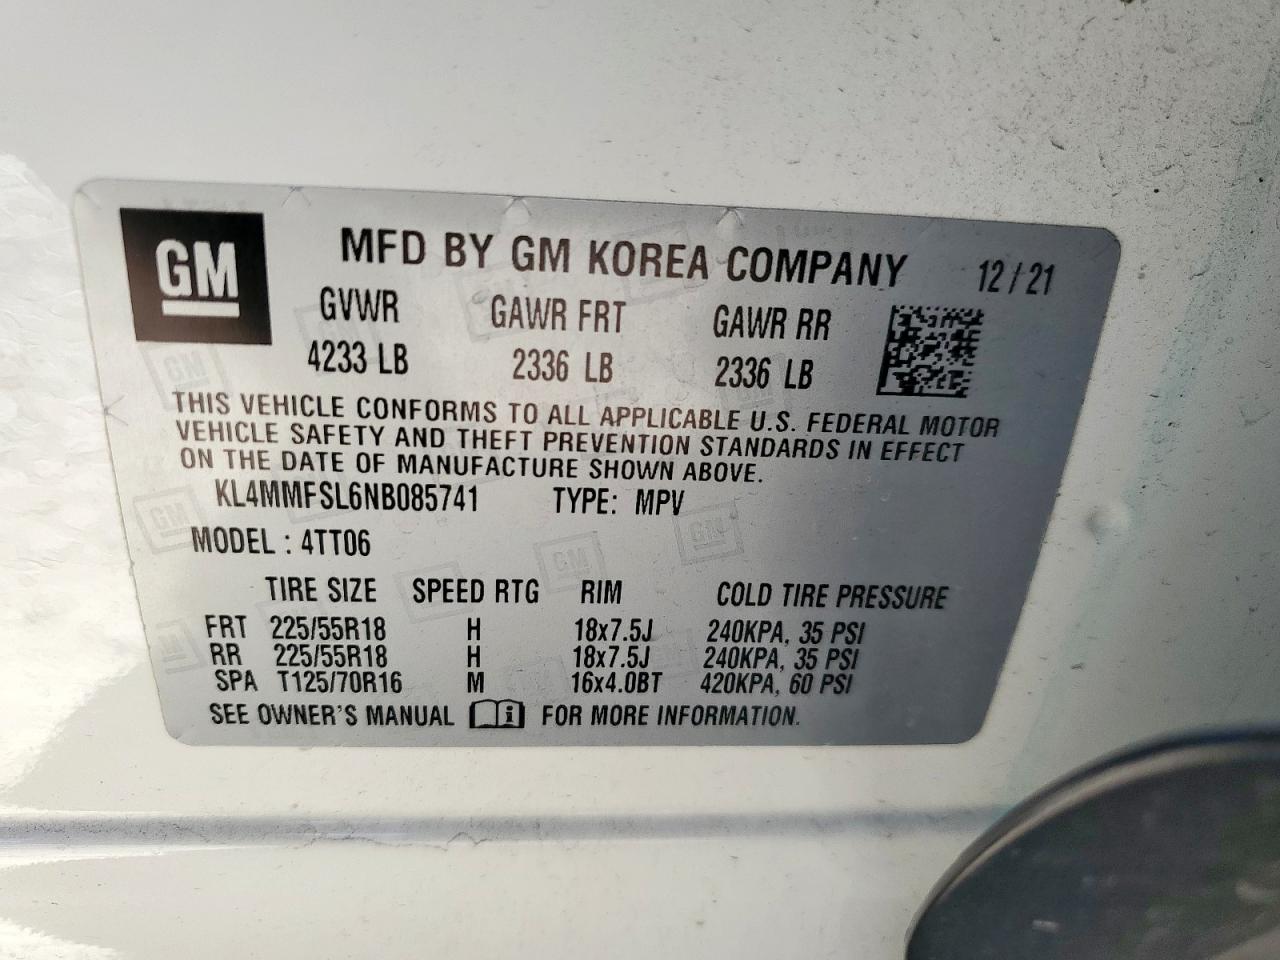 GM
MFD BY GM KOREA COMPANY 12/21
GVWR GAWR FRT GAWR RR
4233 LB 2336 LB 2336 LB
THIS VEHICLE CONFORMS TO ALL APPLICABLE U.S. FEDERAL MOTOR
VEHICLE SAFETY AND THEFT PREVENTION STANDARDS IN EFFECT
ON THE DATE OF MANUFACTURE SHOWN ABOVE.
KL4MMFSL6NB085741 TYPE: MPV
MODEL : 4TT06
TIRE SIZE SPEED RTG RIM COLD TIRE PRESSURE
FRT 225/55R18 H 18x7.5J 240KPA, 35 PSI
RR 225/55R18 H 18x7.5J 240KPA, 35 PSI
SPA T125/70R16 M 16x4.0BT 420KPA, 60 PSI
SEE OWNER'S MANUAL i FOR MORE INFORMATION.